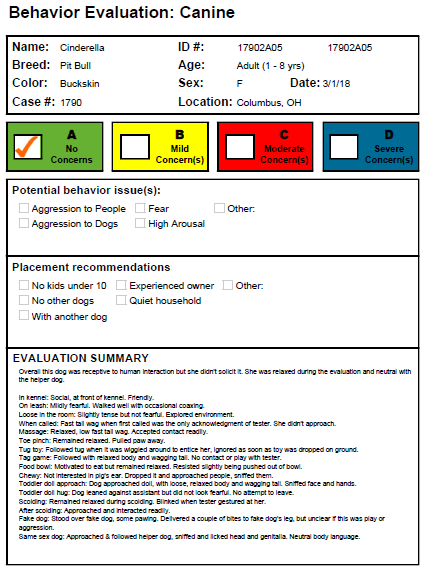 Behavior Evaluation: Canine
Name: Cinderella ID #: 17902A05 17902A05
Breed: Pit Bull Age: Adult (1 - 8 yrs)
Color: Buckskin Sex: F Date: 3/1/18
Case #: 1790 Location: Columbus, OH
A No Concerns
B Mild Concern(s)
C Moderate Concern(s)
D Severe Concern(s)
Potential behavior issue(s):
Aggression to People Fear Other:
Aggression to Dogs High Arousal
Placement recommendations
No kids under 10 Experienced owner Other:
No other dogs Quiet household
With another dog
EVALUATION SUMMARY
Overall this dog was receptive to human interaction but she didn't solicit it. She was relaxed during the evaluation and neutral with
the helper dog.
In kennel: Social, at front of kennel. Friendly.
On leash: Mildly fearful. Walked well with occasional coaxing.
Loose in the room: Slightly tense but not fearful. Explored environment.
When called: Fast tail wag when first called was the only acknowledgment of tester. She didn't approach.
Massage: Relaxed, low fast tail wag. Accepted contact readily.
Toe pinch: Remained relaxed. Pulled paw away.
Tug toy: Followed tug when it was wiggled around to entice her, ignored as soon as toy was dropped on ground.
Tag game: Followed with relaxed body and wagging tail. No contact or play with tester.
Food bowl: Motivated to eat but remained relaxed. Resisted slightly being pushed out of bowl.
Chewy: Not interested in pig's ear. Dropped it and approached people, sniffed them.
Toddler doll approach: Dog approached doll, with loose, relaxed body and wagging tail. Sniffed face and hands.
Toddler doll hug: Dog leaned against assistant but did not look fearful. No attempt to leave.
Scolding: Remained relaxed during scolding. Blinked when tester gestured at her.
After scolding: Approached and interacted readily.
Fake dog: Stood over fake dog, some pawing. Delivered a couple of bites to fake dog's leg, but unclear if this was play or
aggression.
Same sex dog: Approached & followed helper dog, sniffed and licked head and genitalia. Neutral body language.